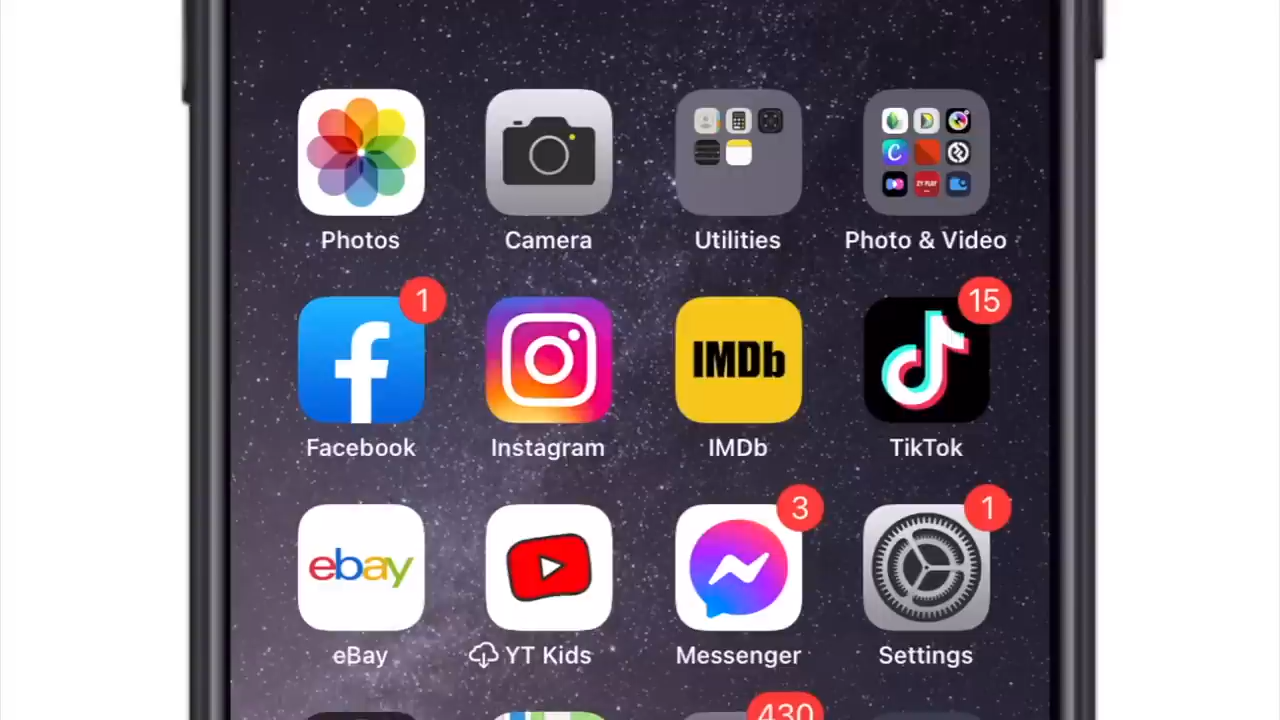 Photos Camera Utilities Photo & Video
1 15
IMDb
Facebook Instagram IMDb TikTok
3 1
ebay
eBay YT Kids Messenger Settings
430